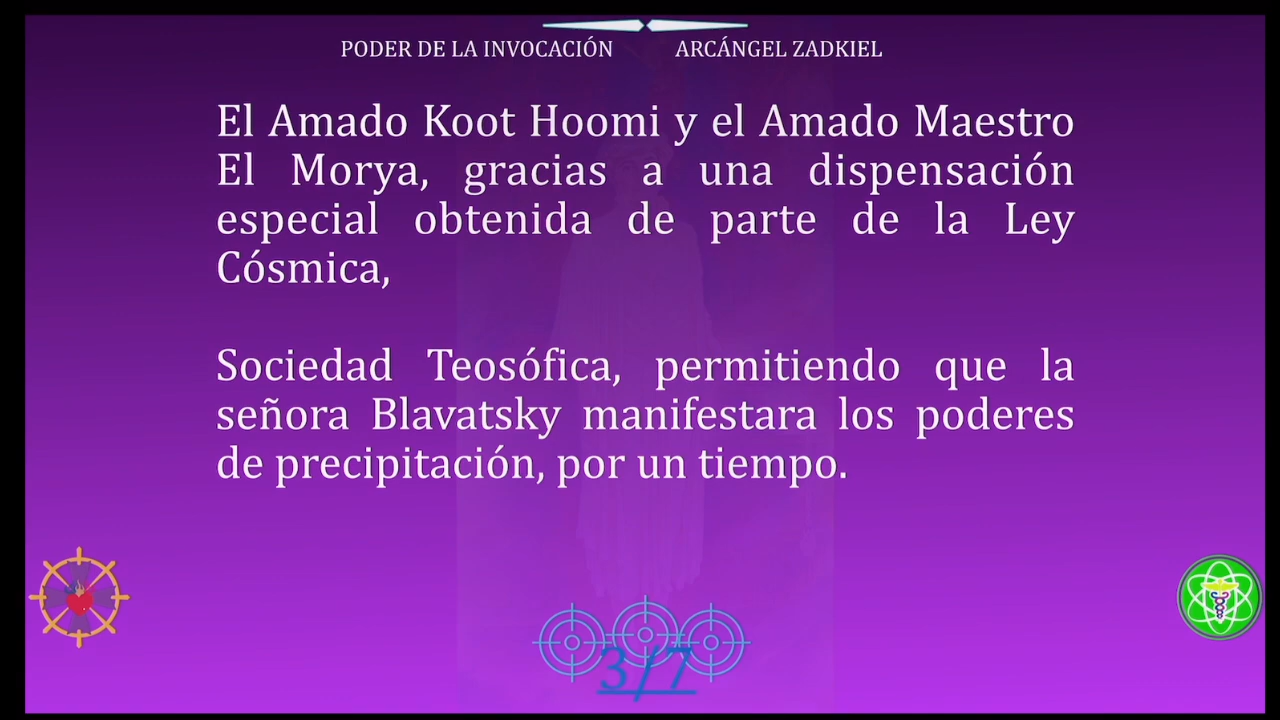 PODER DE LA INVOCACIÓN ARCÁNGEL ZADKIEL
El Amado Koot Hoomi y el Amado Maestro
El Morya, gracias a una dispensación
especial obtenida de parte de la Ley
Cósmica,
Sociedad Teosófica, permitiendo que la
señora Blavatsky manifestara los poderes
de precipitación, por un tiempo.
3/7